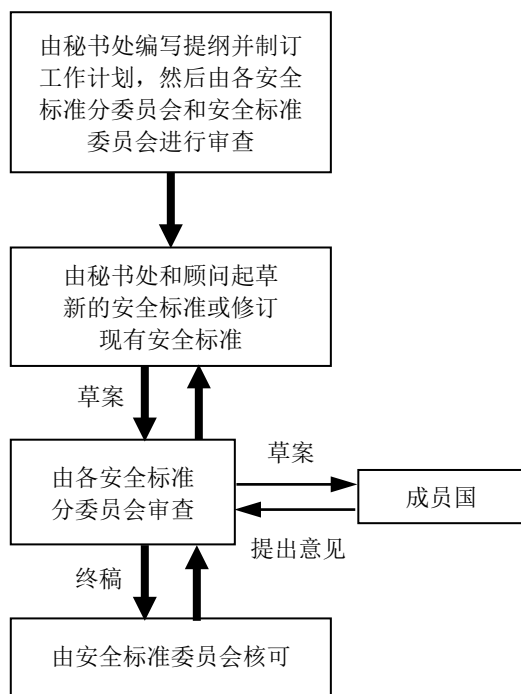 由秘书处编写提纲并制订
工作计划，然后由各安全
标准分委员会和安全标准
委员会进行审查
由秘书处和顾问起草
新的安全标准或修订
现有安全标准
草案
由各安全标准
分委员会审查
草案
成员国
提出意见
终稿
由安全标准委员会核可